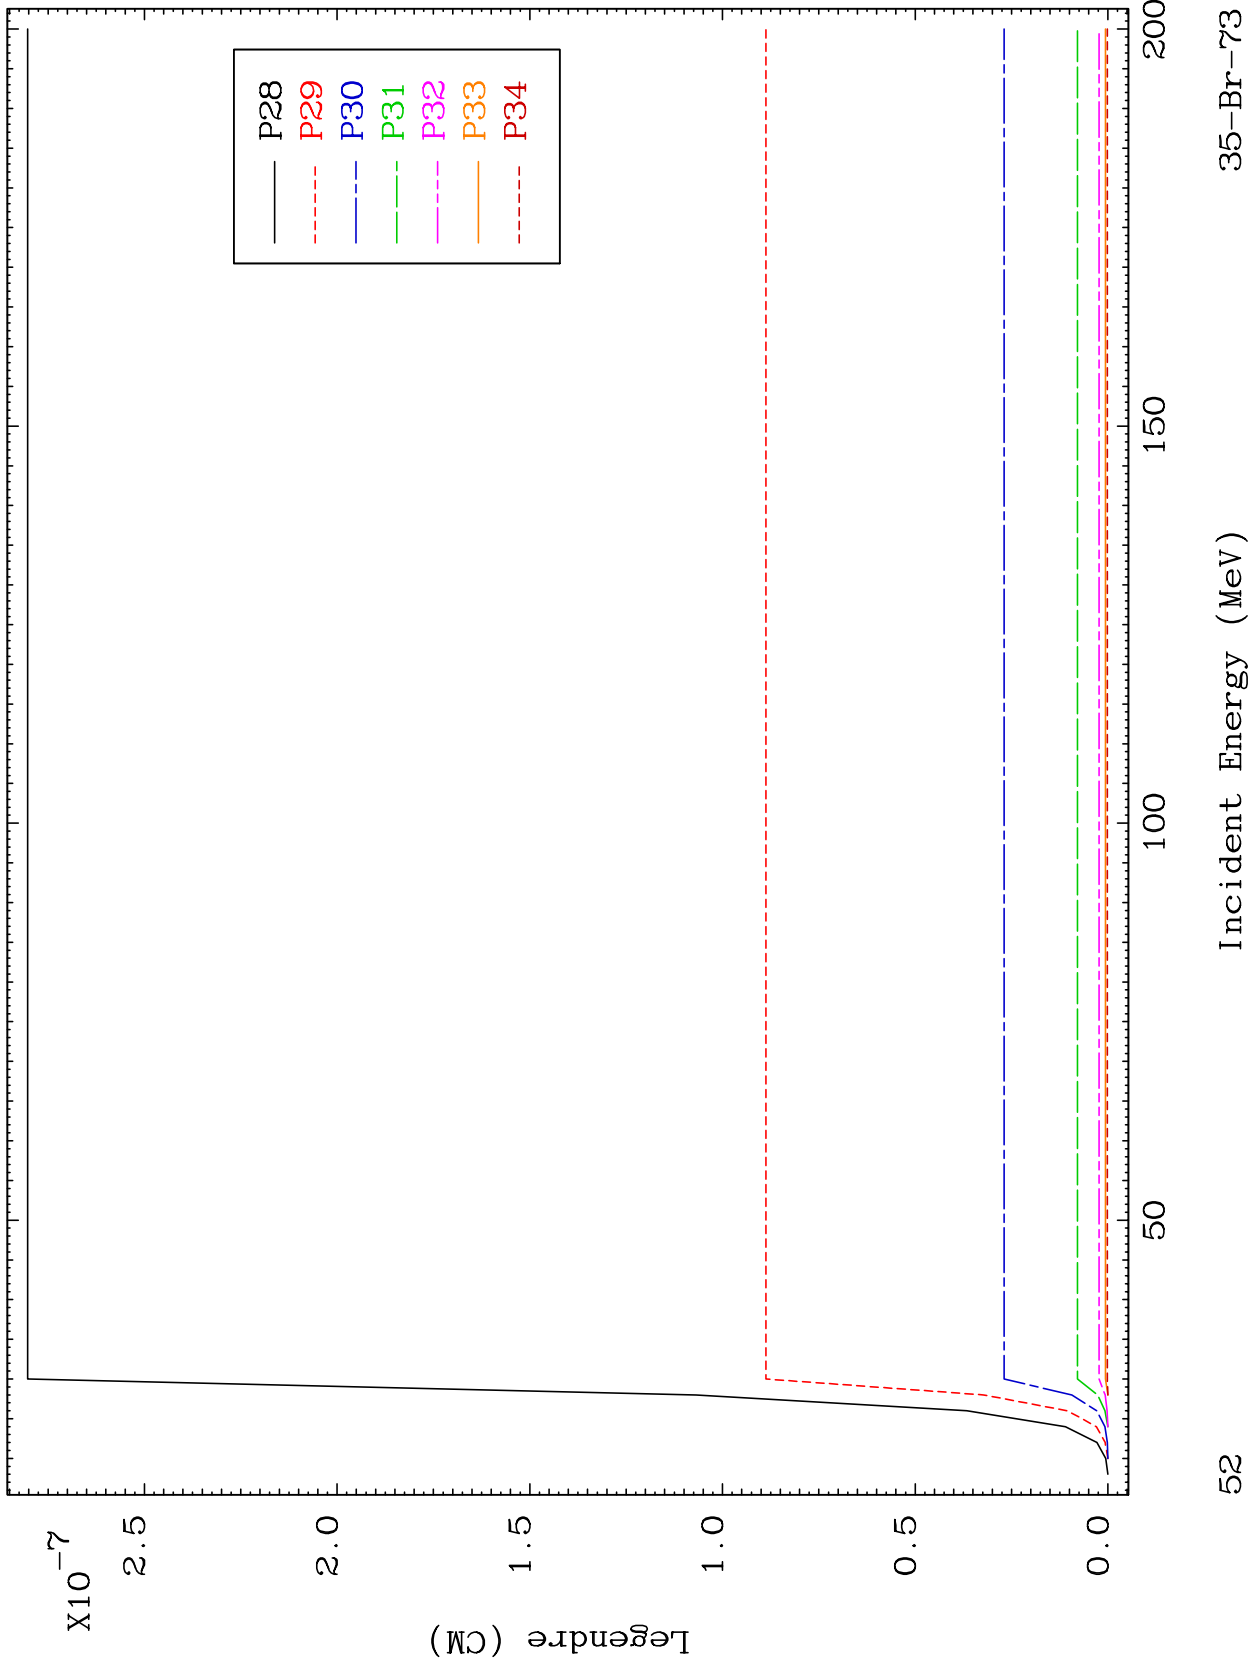 X10-7
2.5
2.0
1.5
1.0
0.5
0.0
Legendre (CM)
P28
P29
P30
P31
P32
P33
P34
50
100
150
200
Incident Energy (MeV)
52
35-Br-73